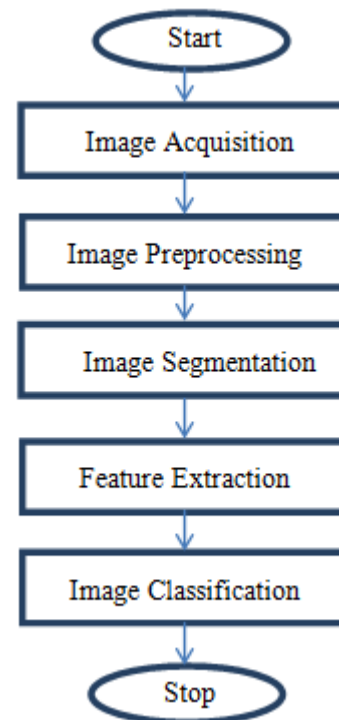 Start
Image Acquisition
Image Preprocessing
Image Segmentation
Feature Extraction
Image Classification
Stop